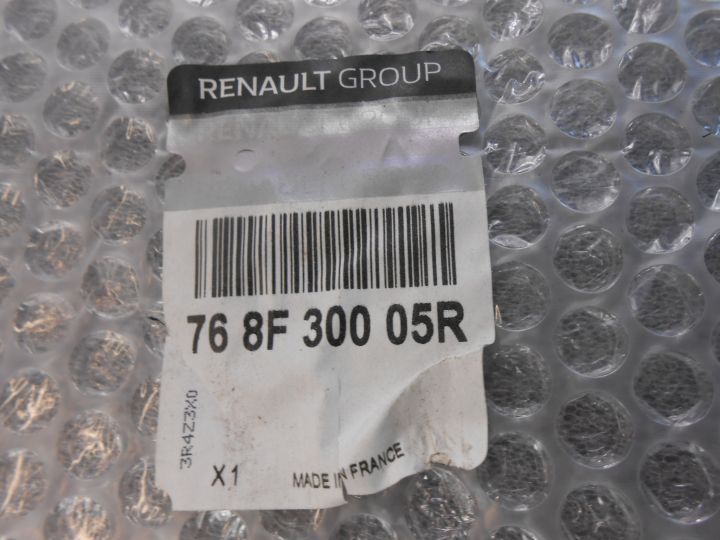 RENAULT GROUP
76 8F 300 05R
3R4Z3X0
X1
MADE IN FRANCE